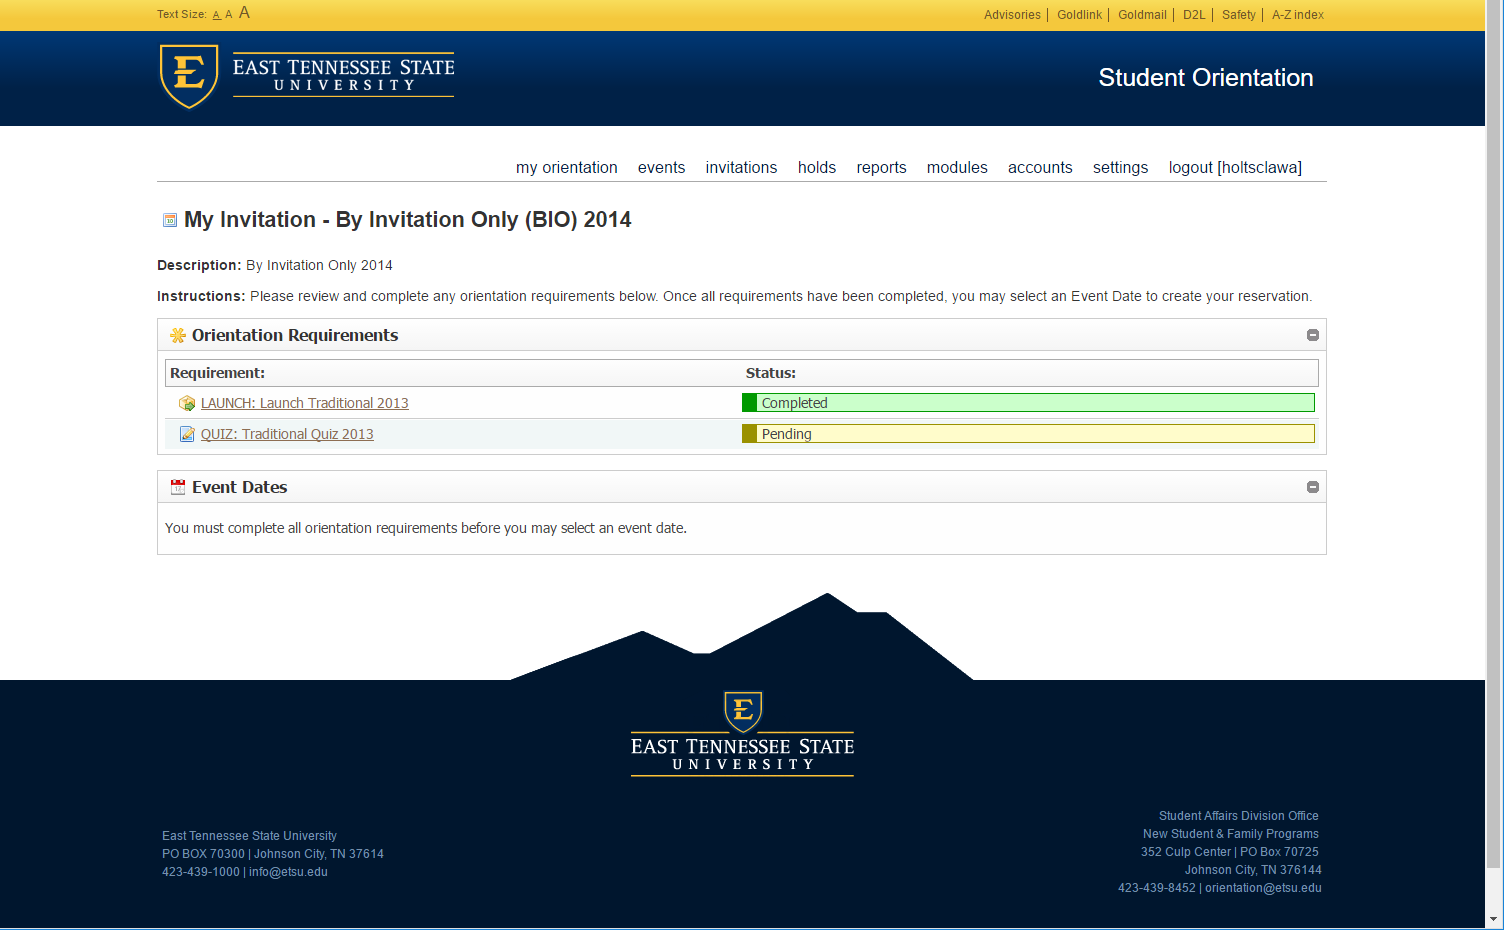 Text Size: A A A
Advisories | Goldlink | Goldmail | D2L | Safety | A-Z index
E
EAST TENNESSEE STATE
UNIVERSITY
Student Orientation
my orientation events invitations holds reports modules accounts settings logout [holtsclawa]
My Invitation - By Invitation Only (BIO) 2014
Description: By Invitation Only 2014
Instructions: Please review and complete any orientation requirements below. Once all requirements have been completed, you may select an Event Date to create your reservation.
Orientation Requirements
Requirement: Status:
LAUNCH: Launch Traditional 2013 Completed
QUIZ: Traditional Quiz 2013 Pending
Event Dates
You must complete all orientation requirements before you may select an event date.
E
EAST TENNESSEE STATE
UNIVERSITY
East Tennessee State University
PO BOX 70300 | Johnson City, TN 37614
423-439-1000 | info@etsu.edu
Student Affairs Division Office
New Student & Family Programs
352 Culp Center | PO Box 70725
Johnson City, TN 376144
423-439-8452 | orientation@etsu.edu